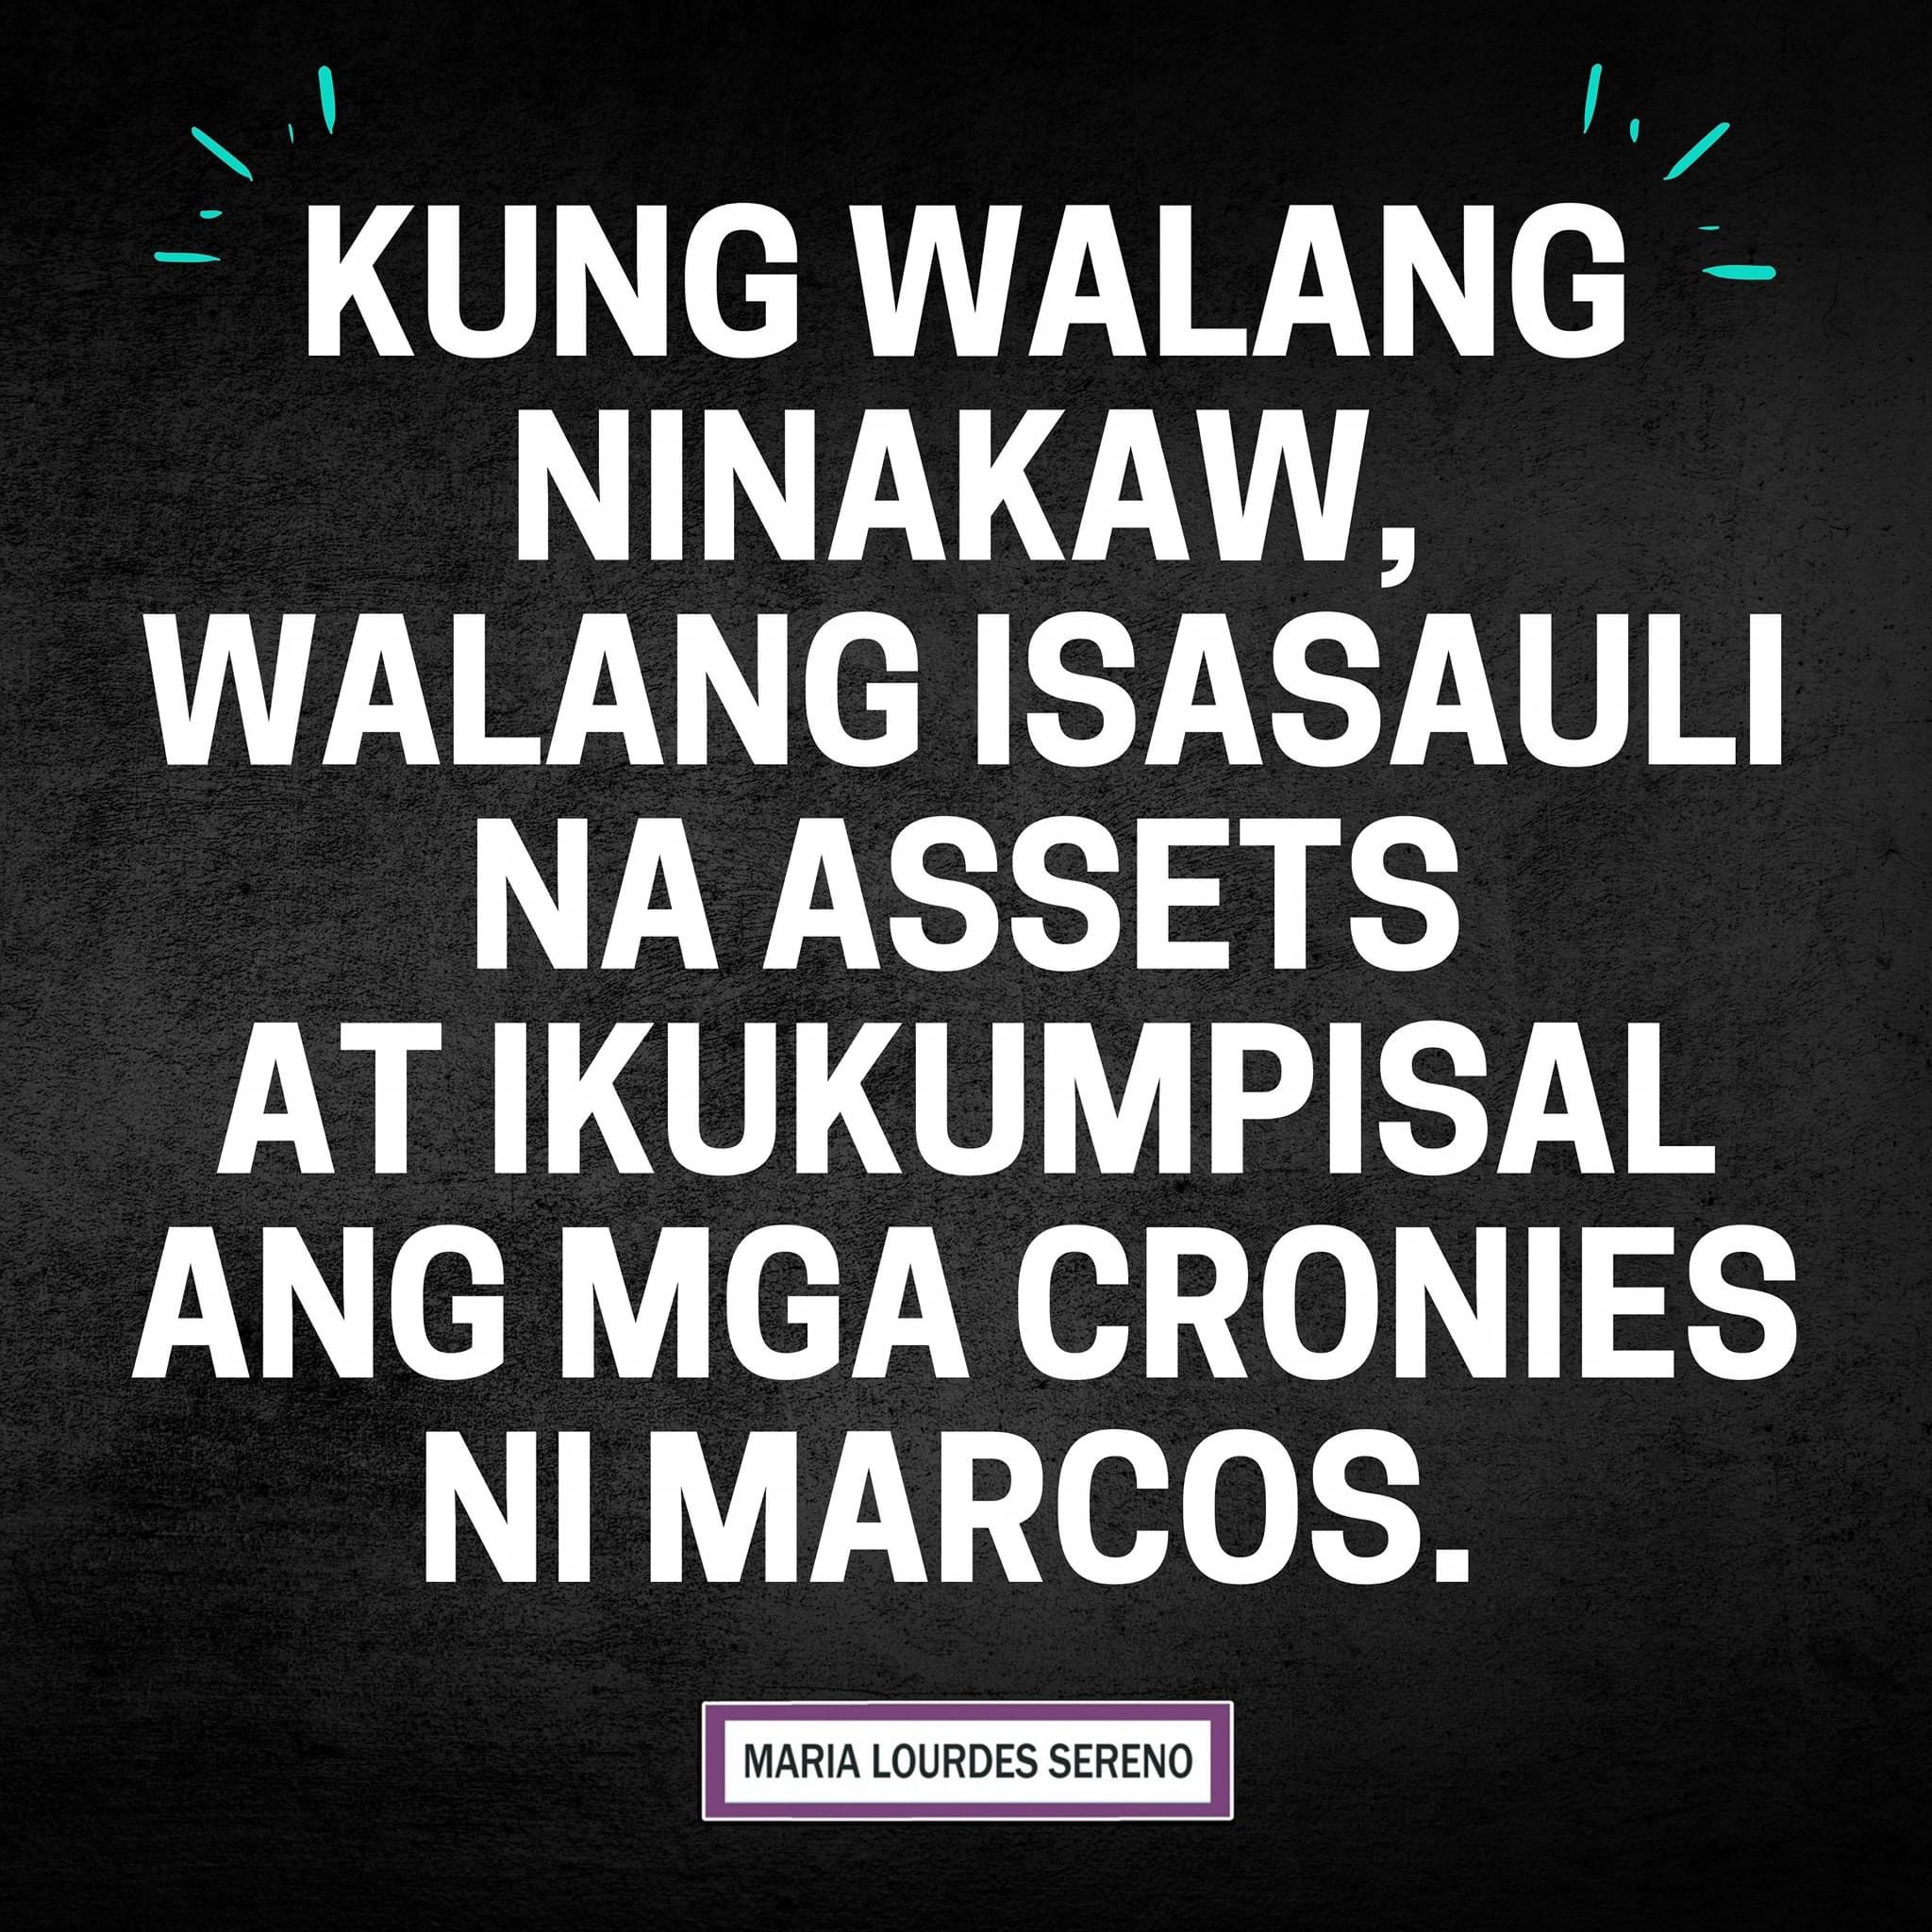 KUNG WALANG
NINAKAW,
WALANG ISASAULI
NA ASSETS
AT IKUKUMPISAL
ANG MGA CRONIES
NI MARCOS.
MARIA LOURDES SERENO